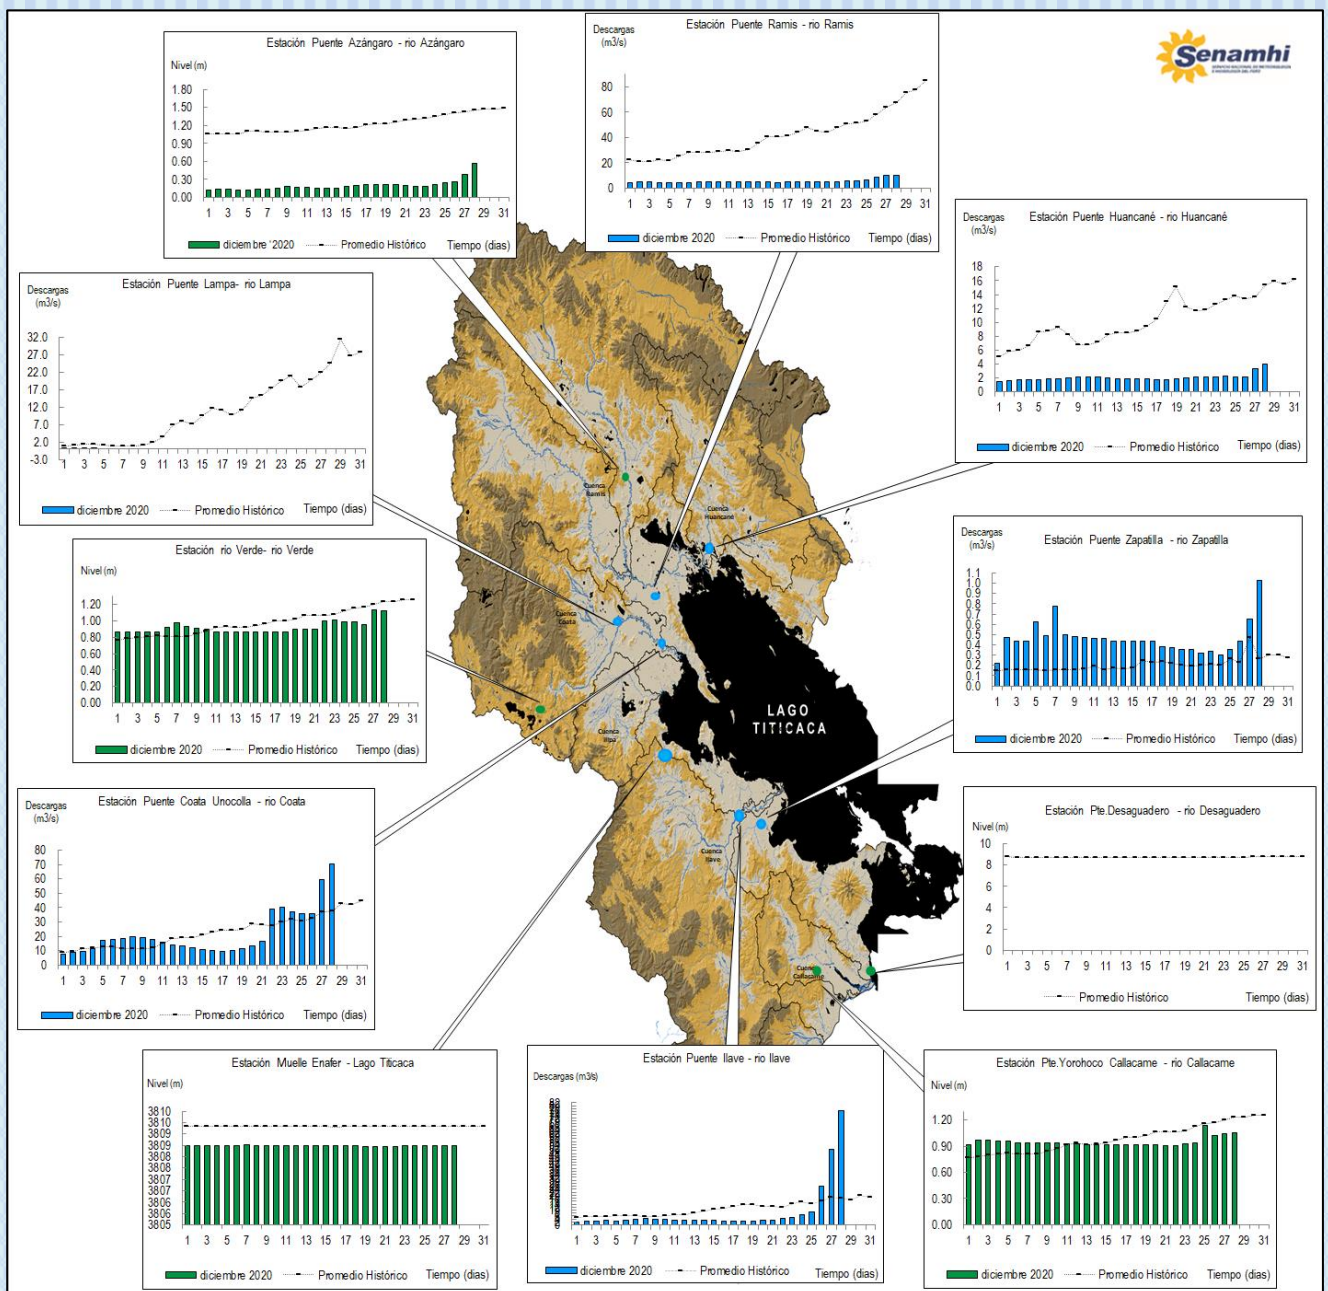 Senamhi
Estación Puente Azángaro - rio Azángaro
Nivel (m)
1.80
1.50
1.20
0.90
0.60
0.30
0.00
1 3 5 7 9 11 13 15 17 19 21 23 25 27 29 31
diciembre '2020 Promedio Histórico Tiempo (dias)
Estación Puente Ramis - rio Ramis
Descargas
(m3/s)
80
60
40
20
0
1 3 5 7 9 11 13 15 17 19 21 23 25 27 29 31
diciembre 2020 Promedio Histórico Tiempo (dias)
Estación Puente Huancané - rio Huancané
Descargas
(m3/s)
18
16
14
12
10
8
6
4
2
0
1 3 5 7 9 11 13 15 17 19 21 23 25 27 29 31
diciembre 2020 Promedio Histórico Tiempo (dias)
Estación Puente Lampa- rio Lampa
Descargas
(m3/s)
32.0
27.0
22.0
17.0
12.0
7.0
2.0
-3.0
1 3 5 7 9 11 13 15 17 19 21 23 25 27 29 31
diciembre 2020 Promedio Histórico Tiempo (dias)
Estación río Verde- rio Verde
Nivel (m)
1.20
1.00
0.80
0.60
0.40
0.20
0.00
1 3 5 7 9 11 13 15 17 19 21 23 25 27 29 31
diciembre 2020 Promedio Histórico Tiempo (dias)
Estación Puente Zapatilla - rio Zapatilla
Descargas
(m3/s)
1.1
1.0
0.9
0.8
0.7
0.6
0.5
0.4
0.3
0.2
0.1
0.0
1 3 5 7 9 11 13 15 17 19 21 23 25 27 29 31
diciembre 2020 Promedio Histórico Tiempo (dias)
Cuenca
Ramis
Cuenca
Huancané
Cuenca
Coata
Cuenca
Illpa
LAGO
TITICACA
Cuenca
Ilave
Cuenca
Callacame
Estación Puente Coata Unocolla - rio Coata
Descargas
(m3/s)
80
70
60
50
40
30
20
10
0
1 3 5 7 9 11 13 15 17 19 21 23 25 27 29 31
diciembre 2020 Promedio Histórico Tiempo (dias)
Estación Pte.Desaguadero - rio Desaguadero
Nivel (m)
10
8
6
4
2
0
1 3 5 7 9 11 13 15 17 19 21 23 25 27 29 31
Promedio Histórico Tiempo (dias)
Estación Muelle Enafer - Lago Titicaca
Nivel (m)
3810
3810
3809
3809
3808
3808
3807
3807
3806
3806
3805
1 3 5 7 9 11 13 15 17 19 21 23 25 27 29 31
diciembre 2020 Promedio Histórico Tiempo (dias)
Estación Puente Ilave - rio Ilave
Descargas (m3/s)
1 3 5 7 9 11 13 15 17 19 21 23 25 27 29 31
diciembre 2020 Promedio Histórico Tiempo (dias)
Estación Pte.Yorohoco Callacame - rio Callacame
Nivel (m)
1.20
0.90
0.60
0.30
0.00
1 3 5 7 9 11 13 15 17 19 21 23 25 27 29 31
diciembre 2020 Promedio Histórico Tiempo (dias)